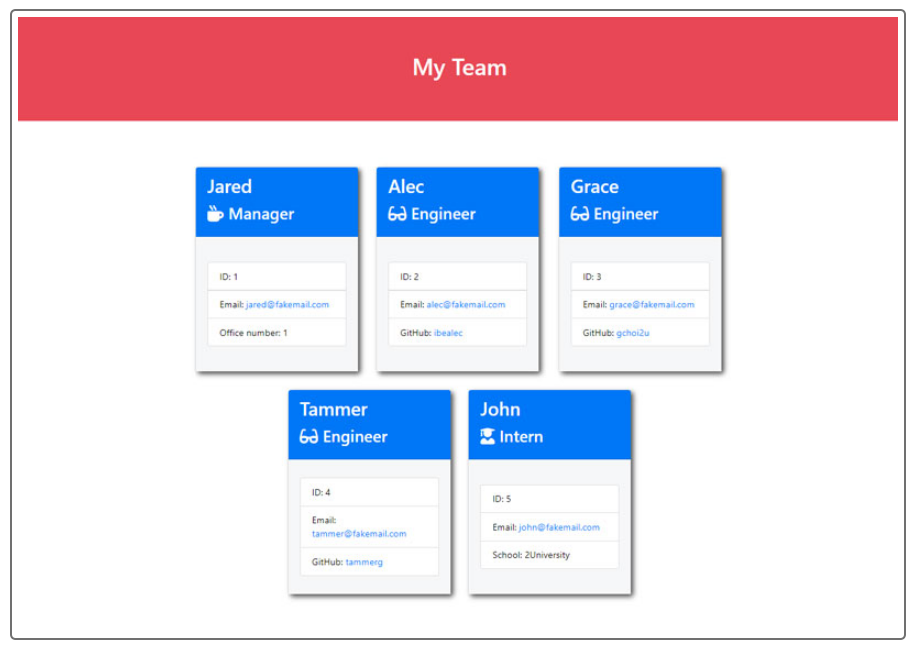 My Team
Jared
Manager
ID: 1
Email: jared@fakemail.com
Office number: 1
Alec
Engineer
ID: 2
Email: alec@fakemail.com
GitHub: ibealec
Grace
Engineer
ID: 3
Email: grace@fakemail.com
GitHub: gchoi2u
Tammer
Engineer
ID: 4
Email:
tammer@fakemail.com
GitHub: tammerg
John
Intern
ID: 5
Email: john@fakemail.com
School: 2University